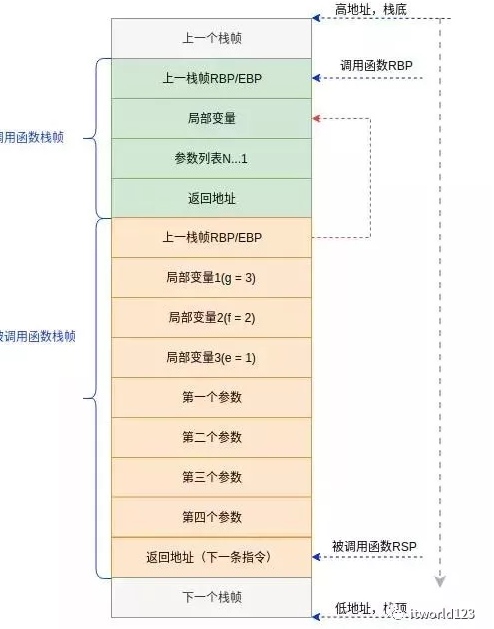 高地址，栈底
上一个栈帧
调用函数RBP
上一栈帧RBP/EBP
局部变量
用函数栈帧
参数列表N...1
返回地址
上一栈帧RBP/EBP
局部变量1(g = 3)
局部变量2(f = 2)
被调用函数栈帧
局部变量3(e = 1)
第一个参数
第二个参数
第三个参数
第四个参数
被调用函数RSP
返回地址（下一条指令）
下一个栈帧
低地址，栈顶
itworld123